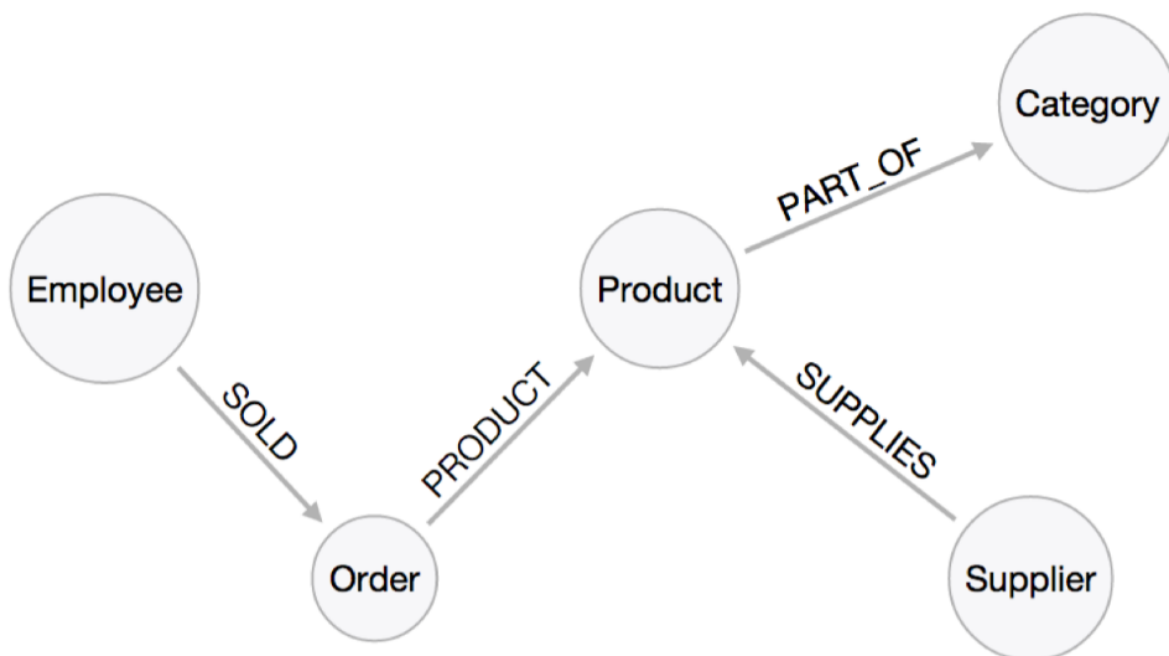 Category
PART_OF
Employee
Product
SOLD
PRODUCT
SUPPLIES
Order
Supplier